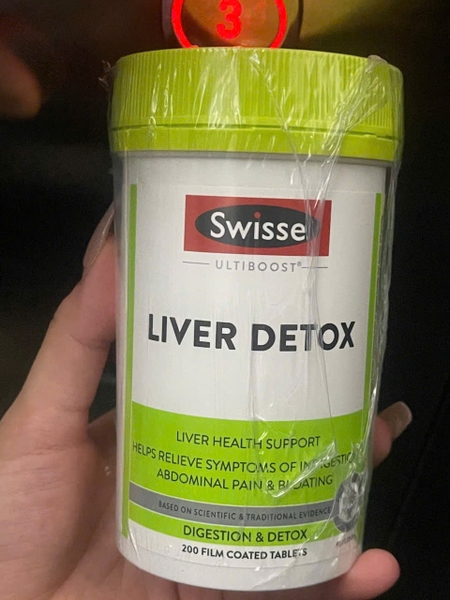 3
Swisse
ULTIBOOST®
LIVER DETOX
LIVER HEALTH SUPPORT
HELPS RELIEVE SYMPTOMS OF INDIGESTION
ABDOMINAL PAIN & BLOATING
BASED ON SCIENTIFIC & TRADITIONAL EVIDENCE
DIGESTION & DETOX
200 FILM COATED TABLETS